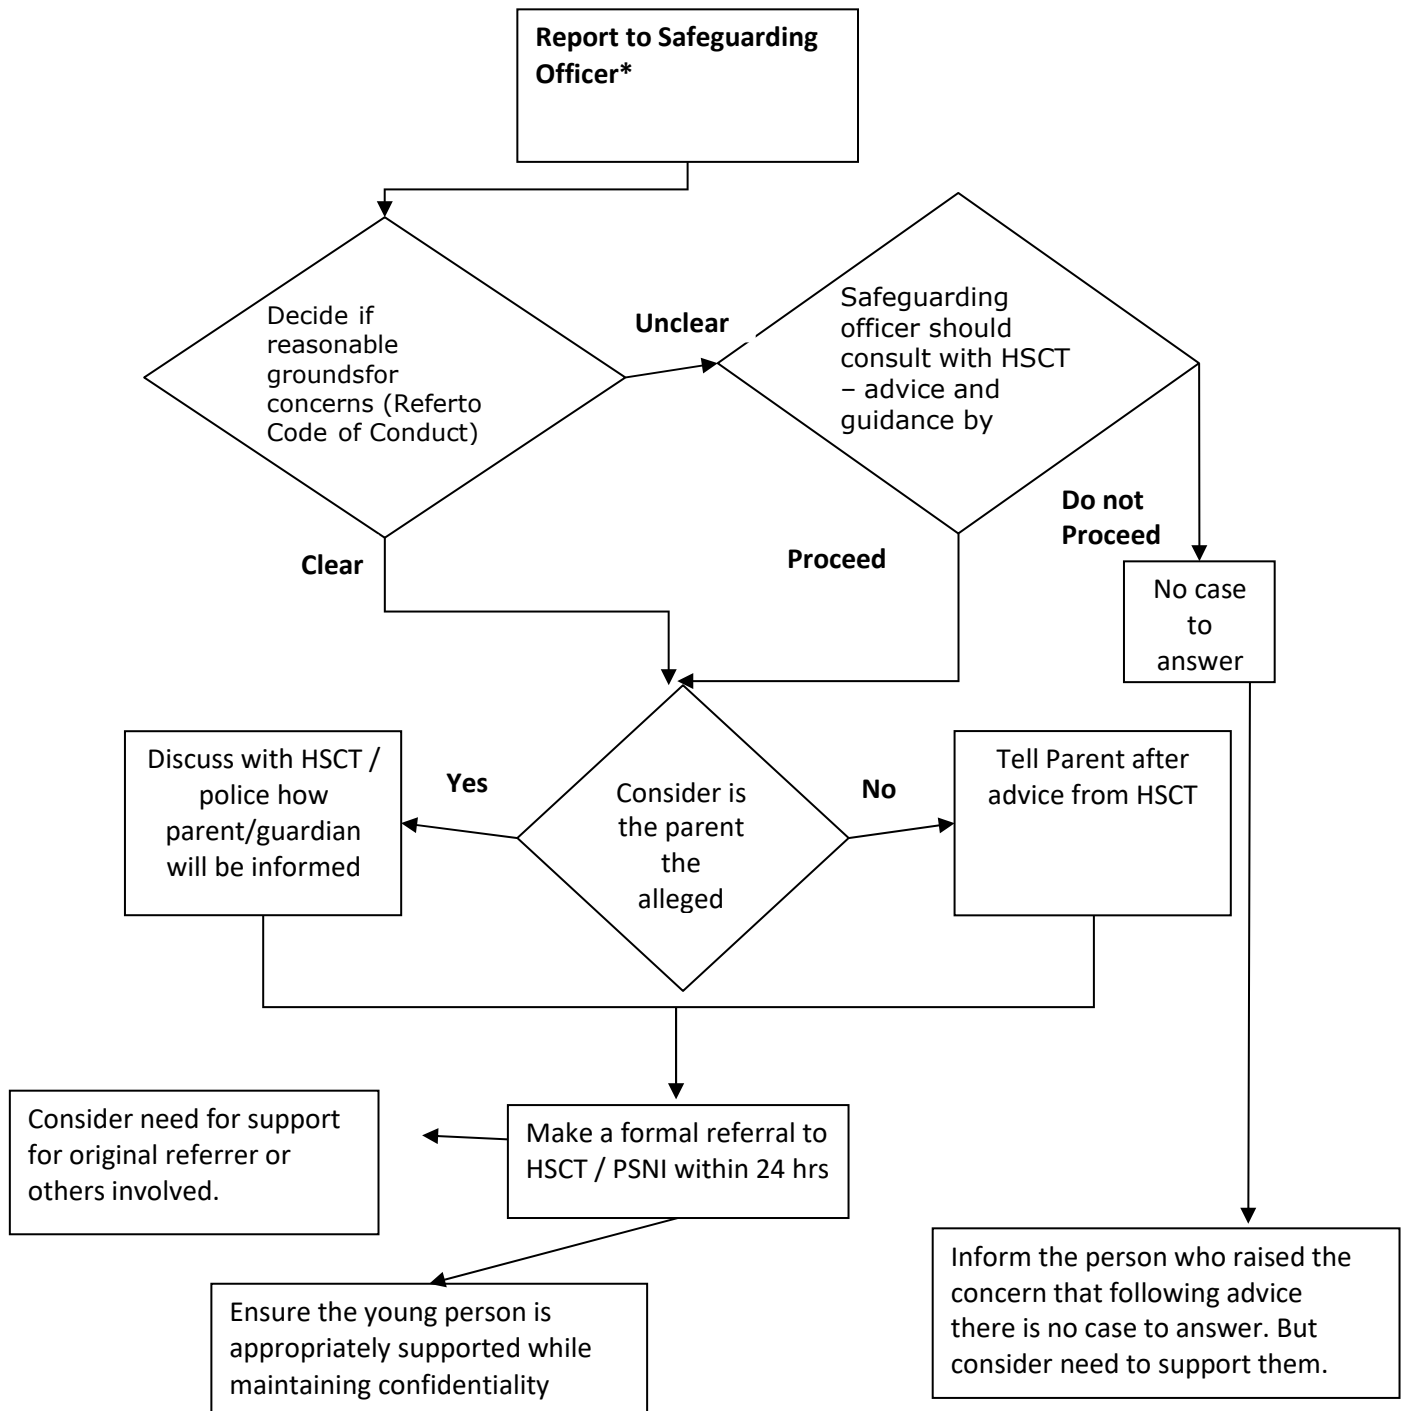 Report to Safeguarding
Officer*
Decide if
reasonable
groundsfor
concerns (Referto
Code of Conduct)
Unclear
Safeguarding
officer should
consult with HSCT
– advice and
guidance by
Clear
Proceed
Do not
Proceed
No case
to
answer
Discuss with HSCT /
police how
parent/guardian
will be informed
Yes
Consider is
the parent
the
alleged
No
Tell Parent after
advice from HSCT
Consider need for support
for original referrer or
others involved.
Make a formal referral to
HSCT / PSNI within 24 hrs
Ensure the young person is
appropriately supported while
maintaining confidentiality
Inform the person who raised the
concern that following advice
there is no case to answer. But
consider need to support them.